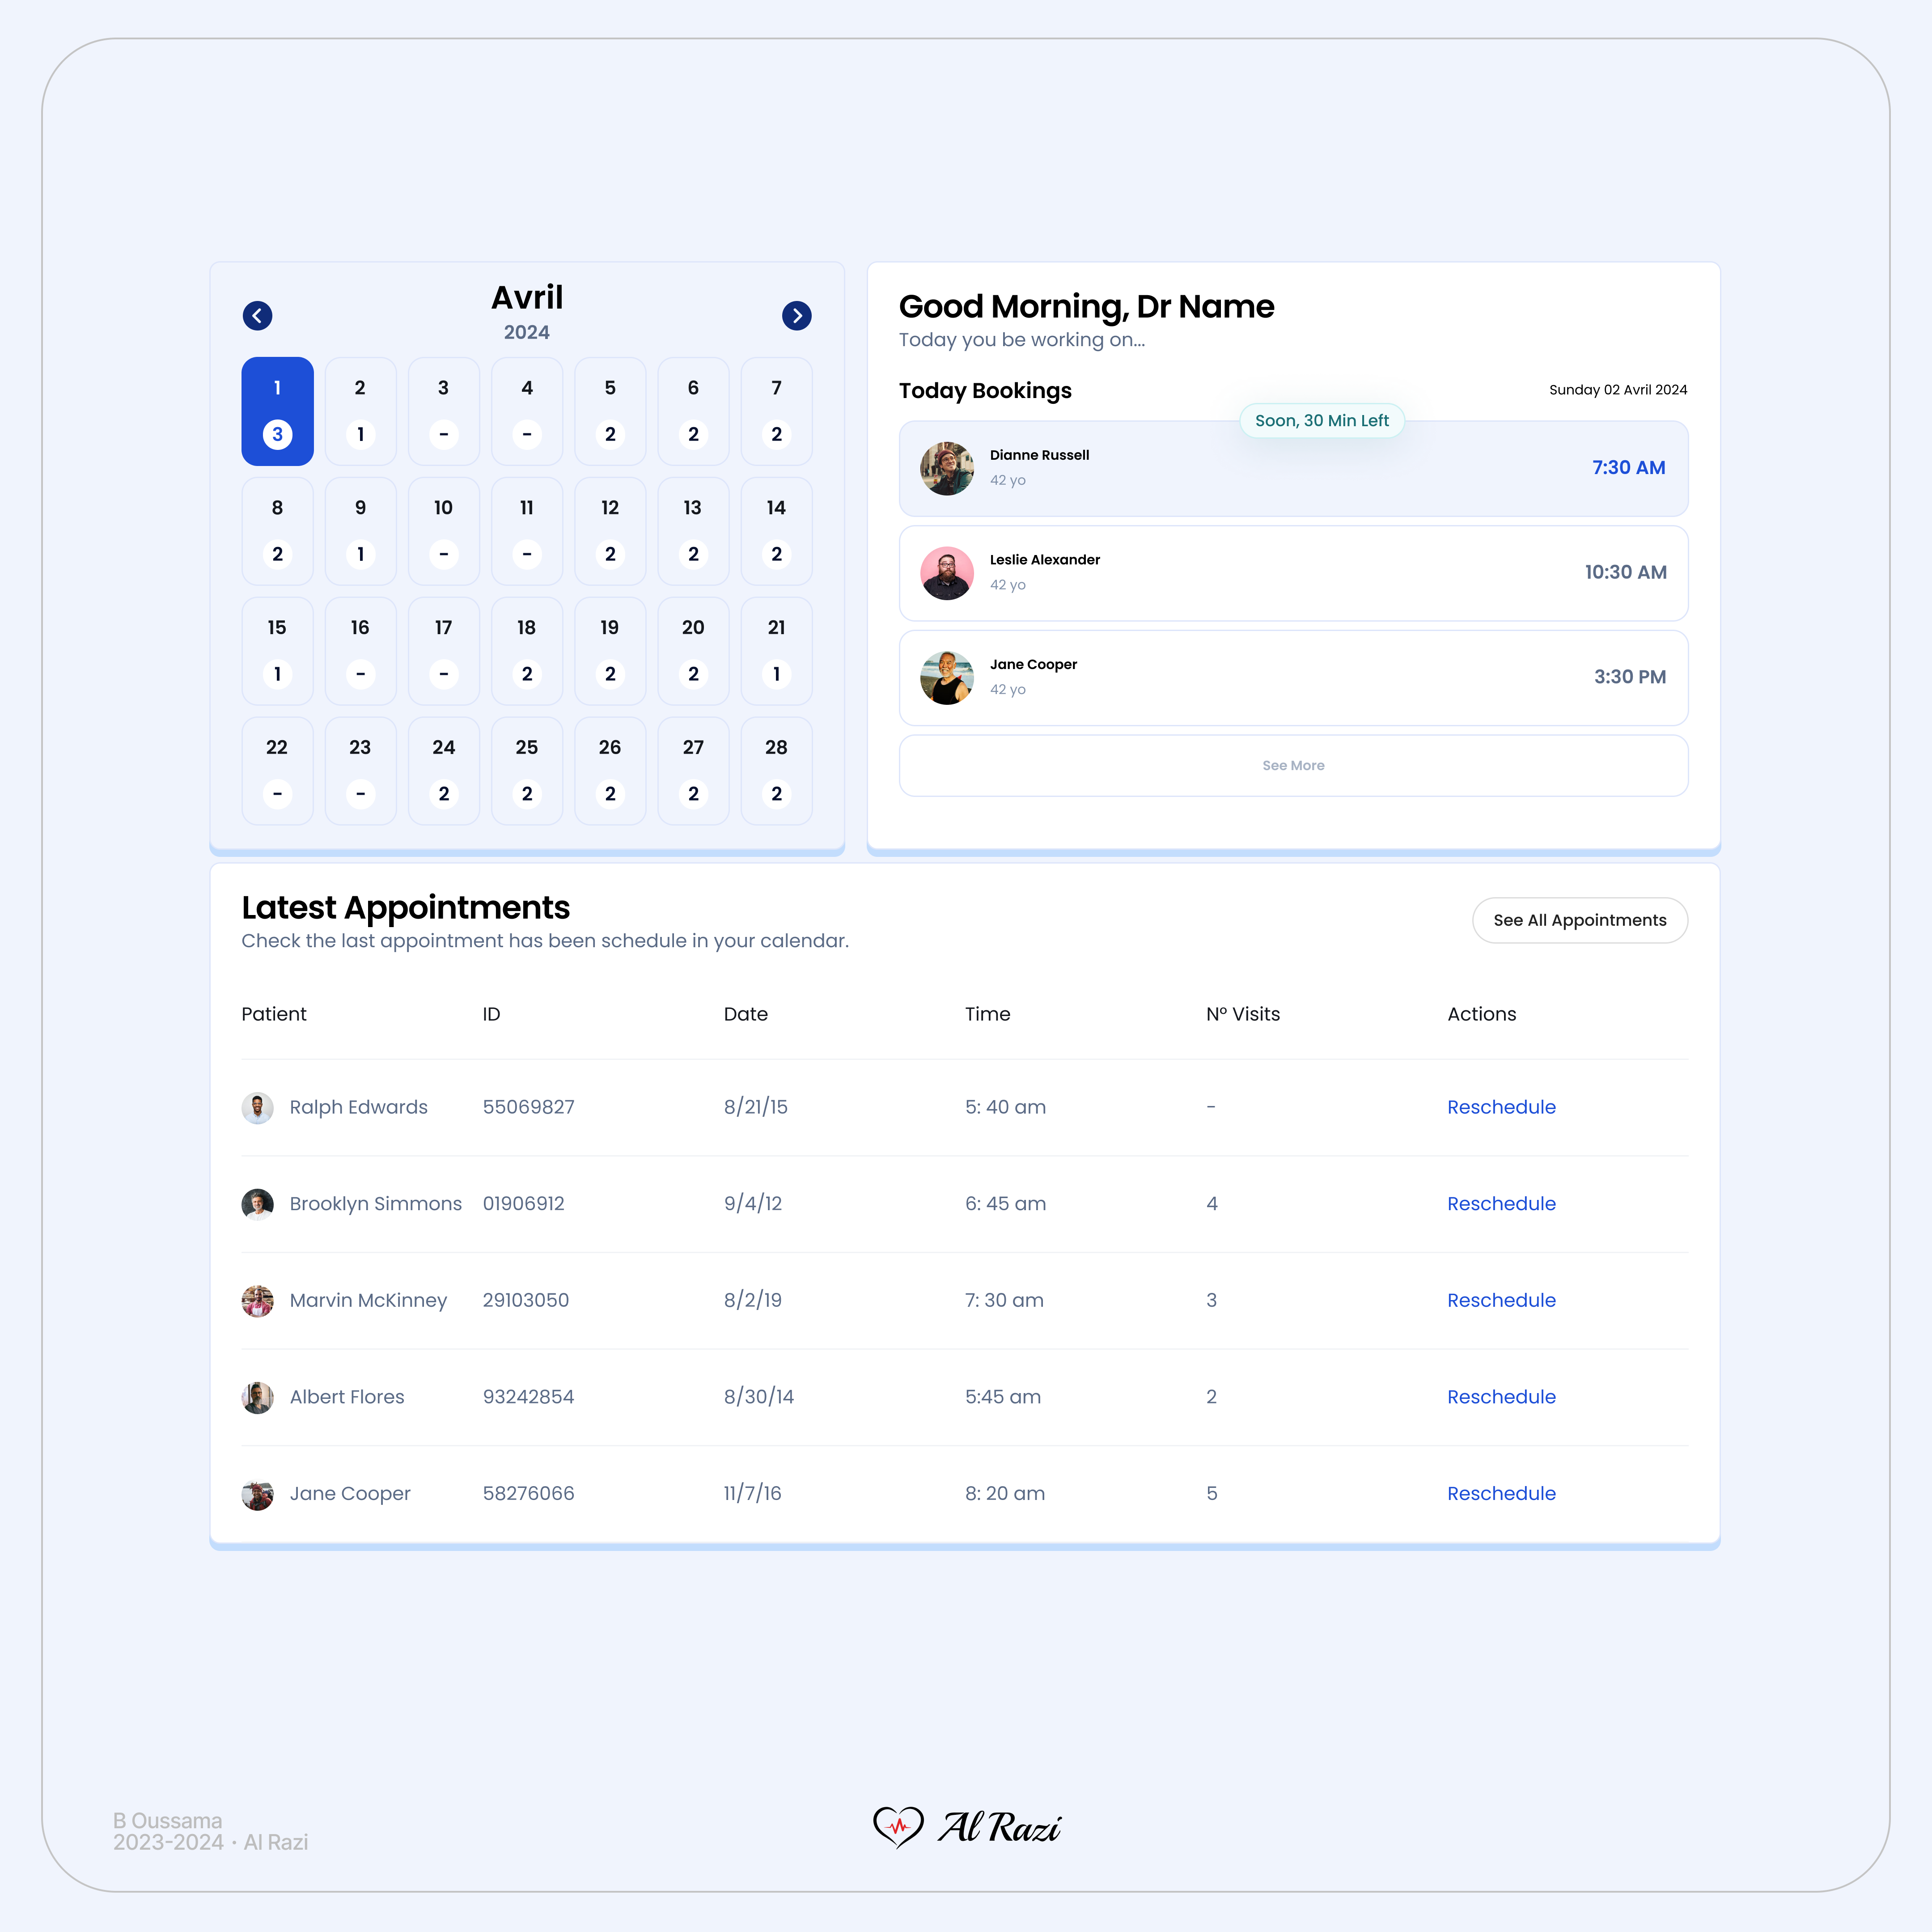 Avril
2024
1 2 3 4 5 6 7
3 1 - - 2 2 2
8 9 10 11 12 13 14
2 1 - - 2 2 2
15 16 17 18 19 20 21
1 - - 2 2 2 1
22 23 24 25 26 27 28
- - 2 2 2 2 2
Good Morning, Dr Name
Today you be working on...
Today Bookings
Sunday 02 Avril 2024
Soon, 30 Min Left
Dianne Russell
42 yo
7:30 AM
Leslie Alexander
42 yo
10:30 AM
Jane Cooper
42 yo
3:30 PM
See More
Latest Appointments
Check the last appointment has been schedule in your calendar.
See All Appointments
Patient ID Date Time Nº Visits Actions
Ralph Edwards 55069827 8/21/15 5: 40 am - Reschedule
Brooklyn Simmons 01906912 9/4/12 6: 45 am 4 Reschedule
Marvin McKinney 29103050 8/2/19 7: 30 am 3 Reschedule
Albert Flores 93242854 8/30/14 5:45 am 2 Reschedule
Jane Cooper 58276066 11/7/16 8: 20 am 5 Reschedule
B Oussama
2023-2024 · Al Razi
Al Razi